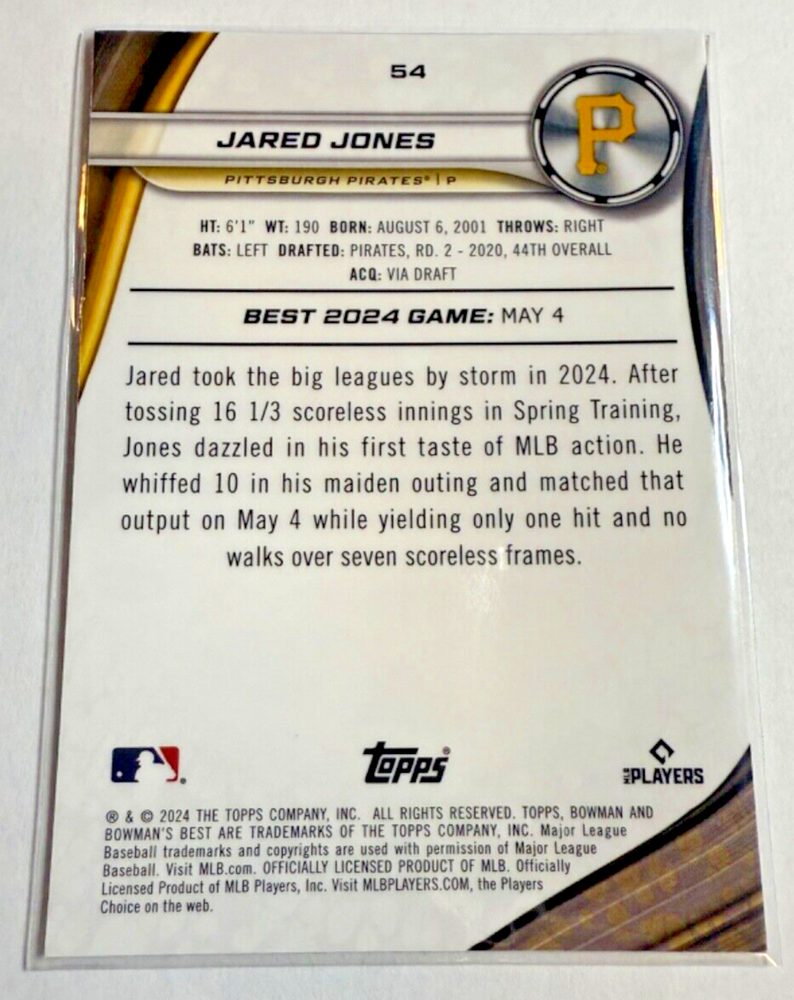 54
JARED JONES
P
PITTSBURGH PIRATES® | P
HT: 6'1" WT: 190 BORN: AUGUST 6, 2001 THROWS: RIGHT
BATS: LEFT DRAFTED: PIRATES, RD. 2 - 2020, 44TH OVERALL
ACQ: VIA DRAFT
BEST 2024 GAME: MAY 4
Jared took the big leagues by storm in 2024. After
tossing 16 1/3 scoreless innings in Spring Training,
Jones dazzled in his first taste of MLB action. He
whiffed 10 in his maiden outing and matched that
output on May 4 while yielding only one hit and no
walks over seven scoreless frames.
topps®
MLB PLAYERS
® & © 2024 THE TOPPS COMPANY, INC. ALL RIGHTS RESERVED. TOPPS, BOWMAN AND
BOWMAN'S BEST ARE TRADEMARKS OF THE TOPPS COMPANY, INC. Major League
Baseball trademarks and copyrights are used with permission of Major League
Baseball. Visit MLB.com. OFFICIALLY LICENSED PRODUCT OF MLB. Officially
Licensed Product of MLB Players, Inc. Visit MLBPLAYERS.COM, the Players
Choice on the web.